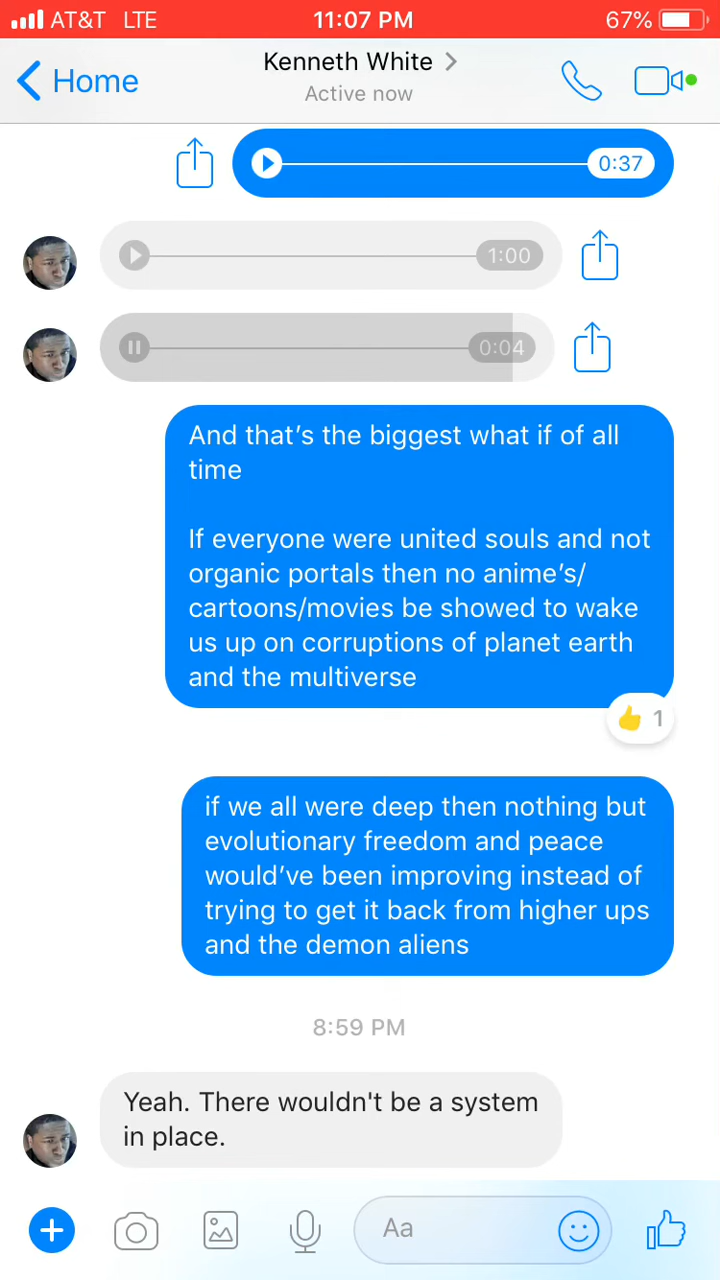 AT&T LTE 11:07 PM 67%
Home Kenneth White
Active now
0:37
1:00
0:04
And that’s the biggest what if of all
time
If everyone were united souls and not
organic portals then no anime’s/
cartoons/movies be showed to wake
us up on corruptions of planet earth
and the multiverse
1
if we all were deep then nothing but
evolutionary freedom and peace
would’ve been improving instead of
trying to get it back from higher ups
and the demon aliens
8:59 PM
Yeah. There wouldn't be a system
in place.
Aa